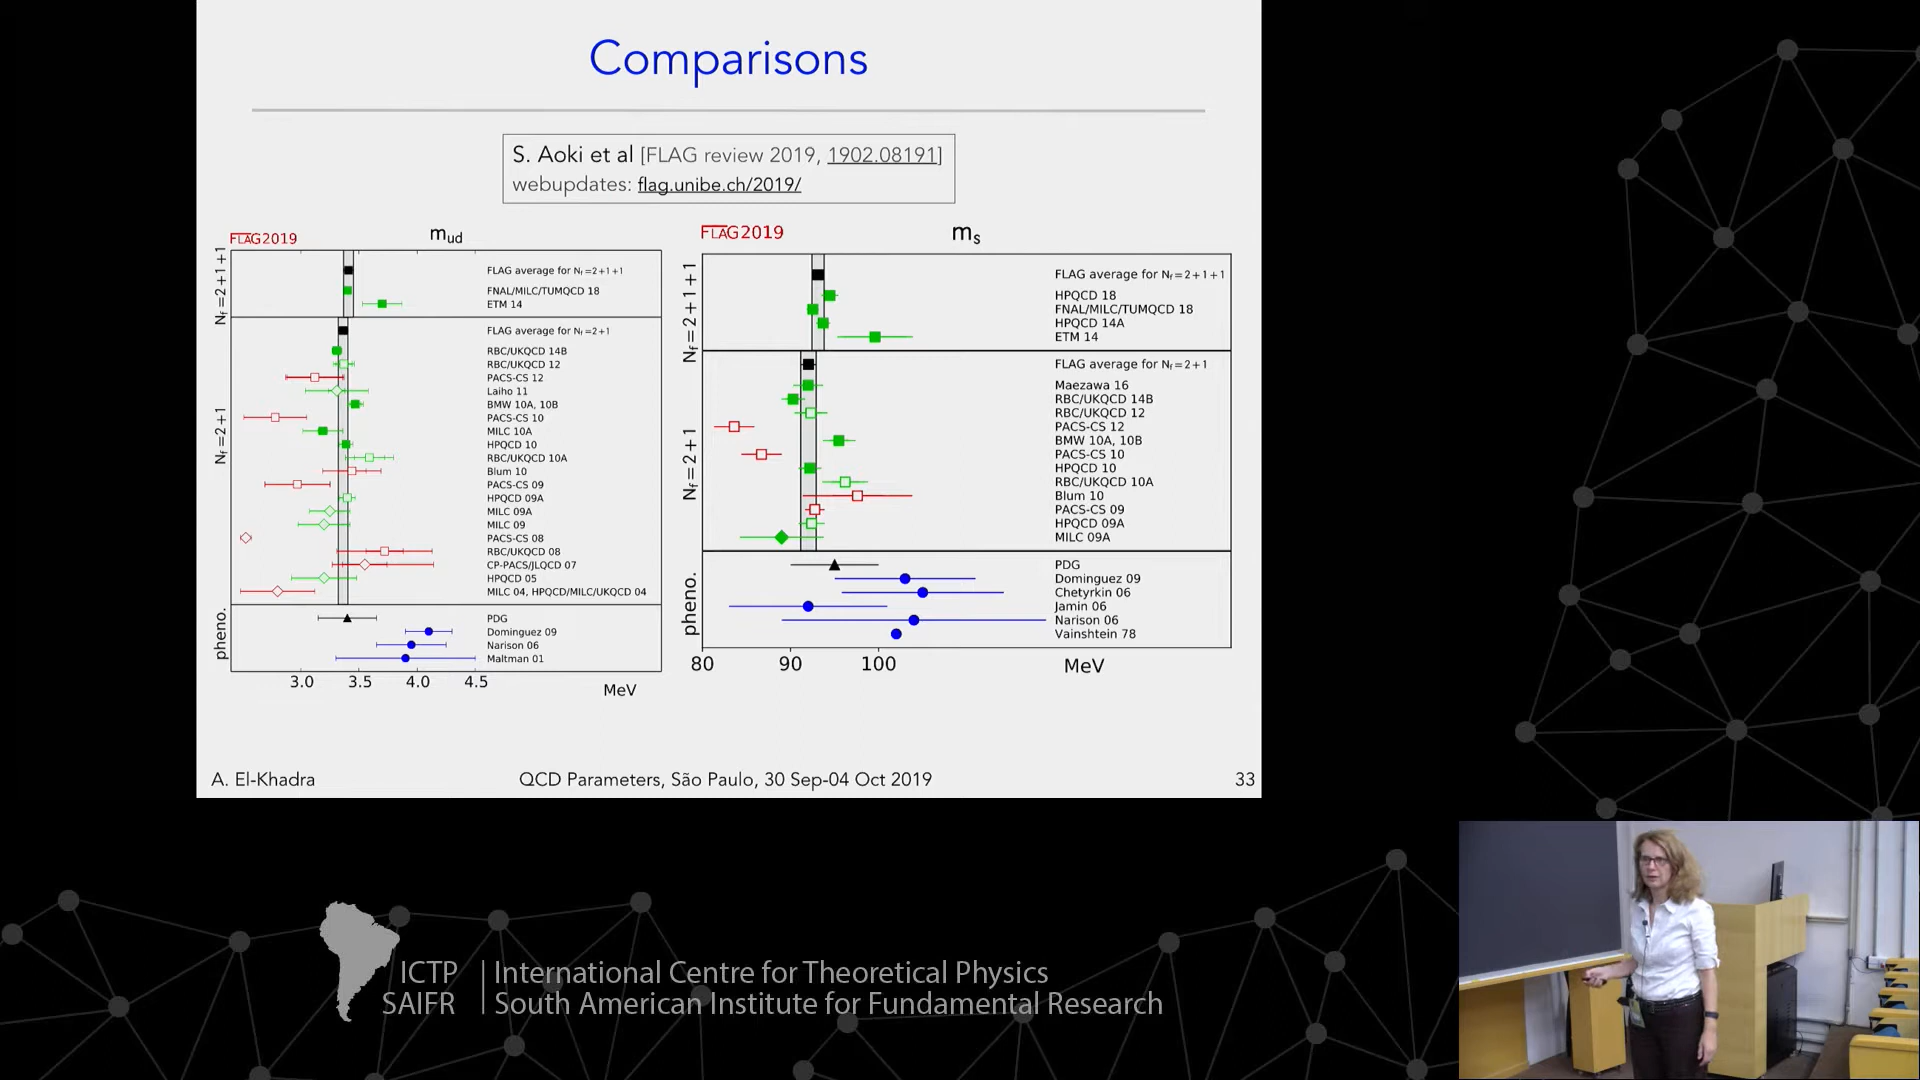 Comparisons
S. Aoki et al [FLAG review 2019, 1902.08191]
webupdates: flag.unibe.ch/2019/
FLAG2019
m_ud
N_f=2+1+1
FLAG average for N_f=2+1+1
FNAL/MILC/TUMQCD 18
ETM 14
N_f=2+1
FLAG average for N_f=2+1
RBC/UKQCD 14B
RBC/UKQCD 12
PACS-CS 12
Laiho 11
BMW 10A, 10B
PACS-CS 10
MILC 10A
HPQCD 10
RBC/UKQCD 10A
Blum 10
PACS-CS 09
HPQCD 09A
MILC 09A
MILC 09
PACS-CS 08
RBC/UKQCD 08
CP-PACS/JLQCD 07
HPQCD 05
MILC 04, HPQCD/MILC/UKQCD 04
pheno.
PDG
Dominguez 09
Narison 06
Maltman 01
3.0 3.5 4.0 4.5
MeV
FLAG2019
m_s
N_f=2+1+1
FLAG average for N_f=2+1+1
HPQCD 18
FNAL/MILC/TUMQCD 18
HPQCD 14A
ETM 14
N_f=2+1
FLAG average for N_f=2+1
Maezawa 16
RBC/UKQCD 14B
RBC/UKQCD 12
PACS-CS 12
BMW 10A, 10B
PACS-CS 10
HPQCD 10
RBC/UKQCD 10A
Blum 10
PACS-CS 09
HPQCD 09A
MILC 09A
pheno.
PDG
Dominguez 09
Chetyrkin 06
Jamin 06
Narison 06
Vainshtein 78
80 90 100 MeV
A. El-Khadra QCD Parameters, São Paulo, 30 Sep-04 Oct 2019 33
ICTP International Centre for Theoretical Physics
SAIFR South American Institute for Fundamental Research